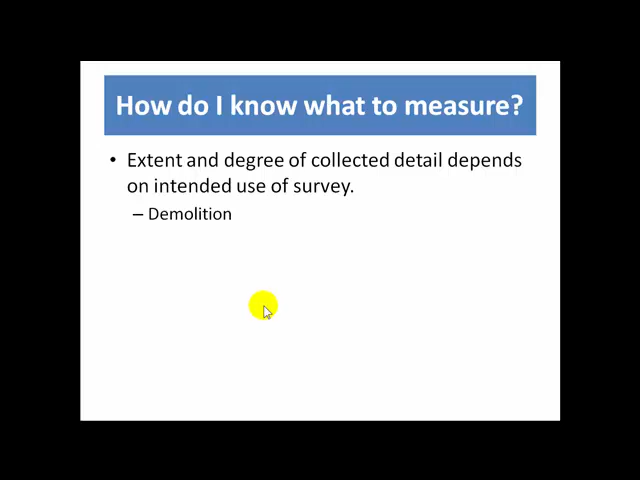 How do I know what to measure?
• Extent and degree of collected detail depends
on intended use of survey.
– Demolition